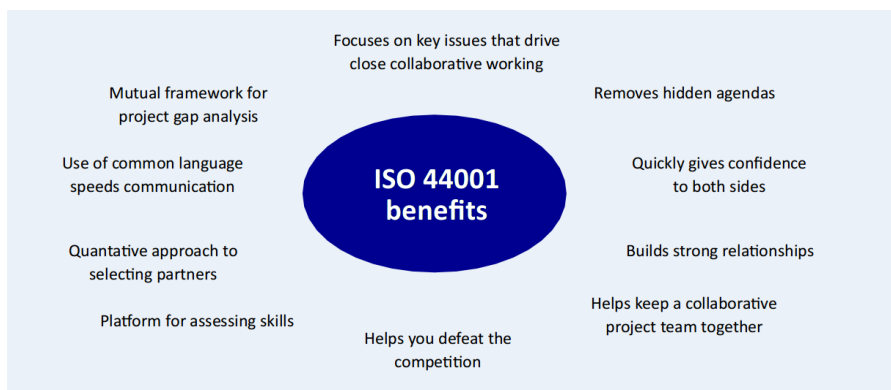 Focuses on key issues that drive
close collaborative working
Mutual framework for
project gap analysis
Removes hidden agendas
Use of common language
speeds communication
ISO 44001
benefits
Quickly gives confidence
to both sides
Quantative approach to
selecting partners
Builds strong relationships
Platform for assessing skills
Helps keep a collaborative
project team together
Helps you defeat the
competition